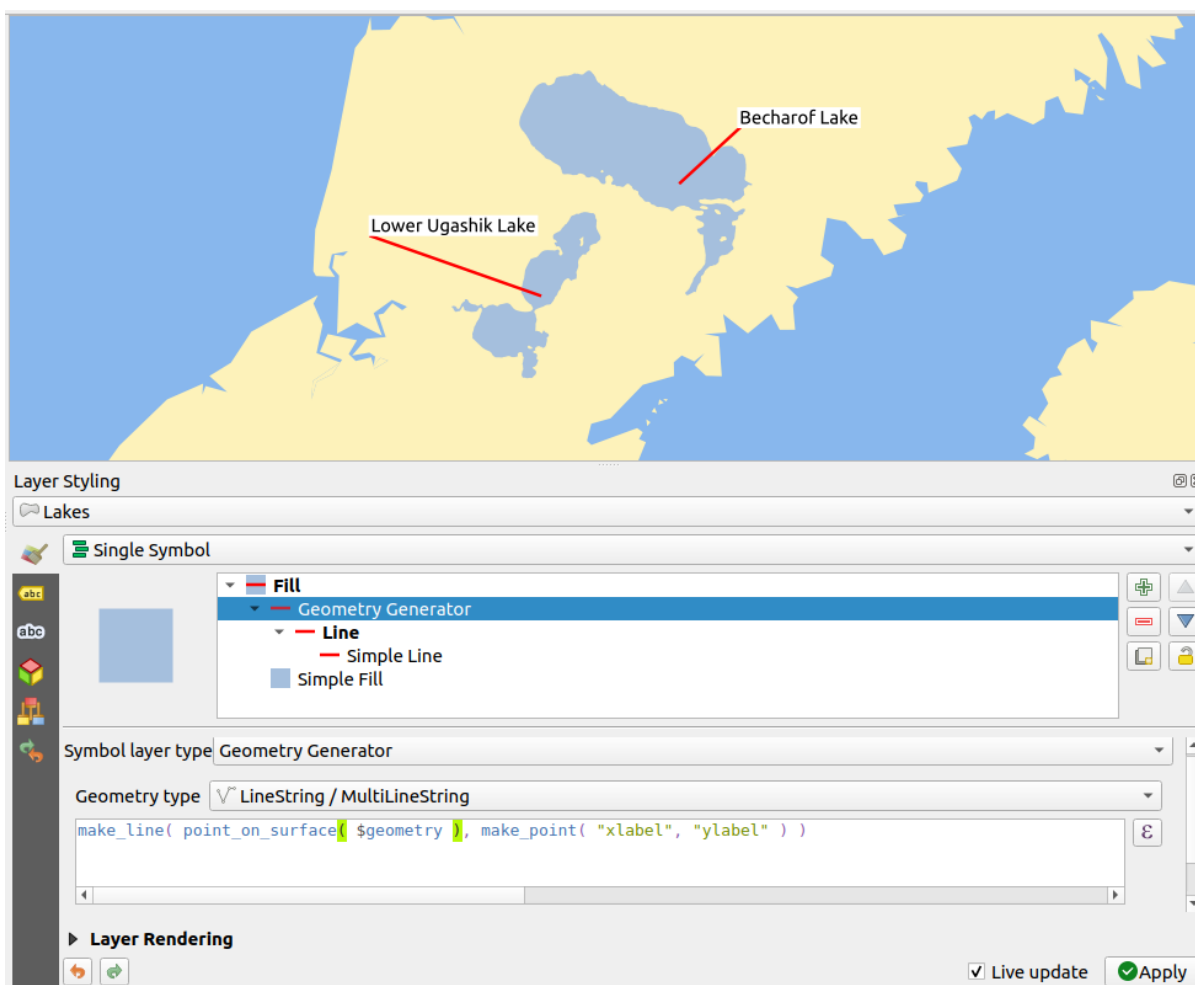 Becharof Lake
Lower Ugashik Lake
Layer Styling
Lakes
Single Symbol
Fill
Geometry Generator
Line
Simple Line
Simple Fill
Symbol layer type Geometry Generator
Geometry type LineString / MultiLineString
make_line( point_on_surface( $geometry ), make_point( "xlabel", "ylabel" ) )
ε
Layer Rendering
Live update Apply
abc
abc